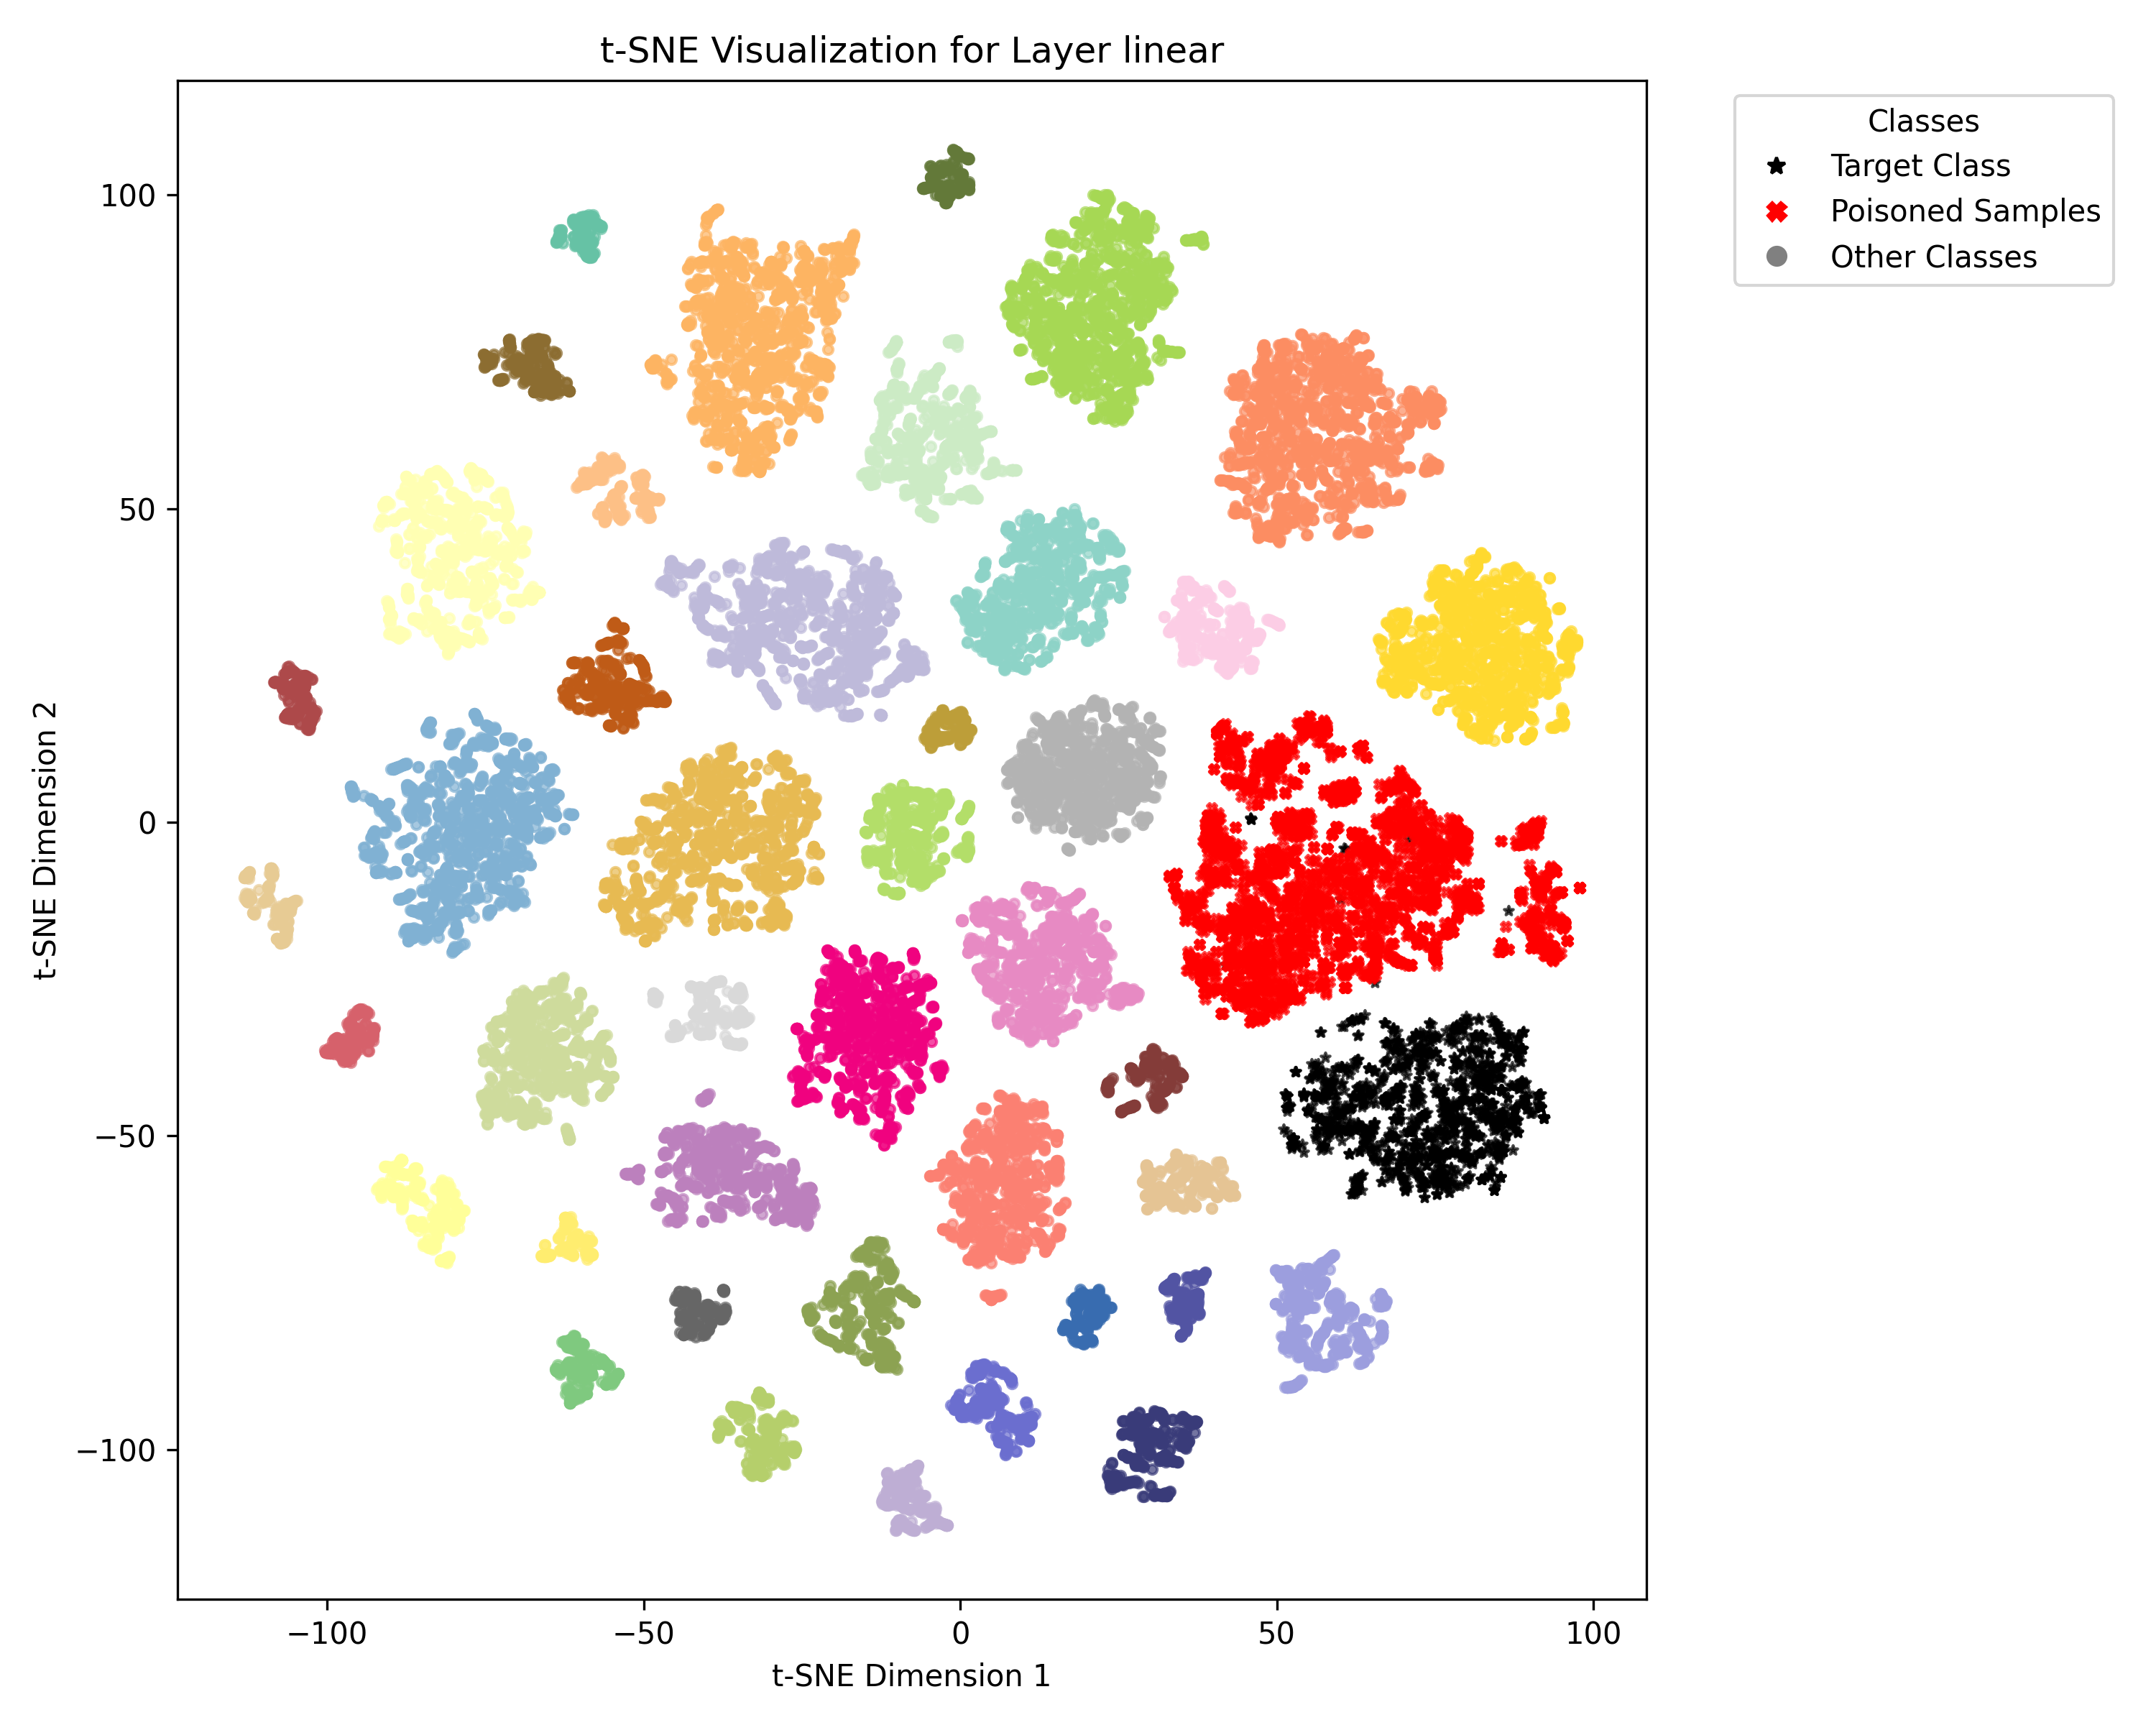 t-SNE Visualization for Layer linear
Classes
Target Class
Poisoned Samples
Other Classes
t-SNE Dimension 2
100
50
0
−50
−100
−100
−50
0
50
100
t-SNE Dimension 1